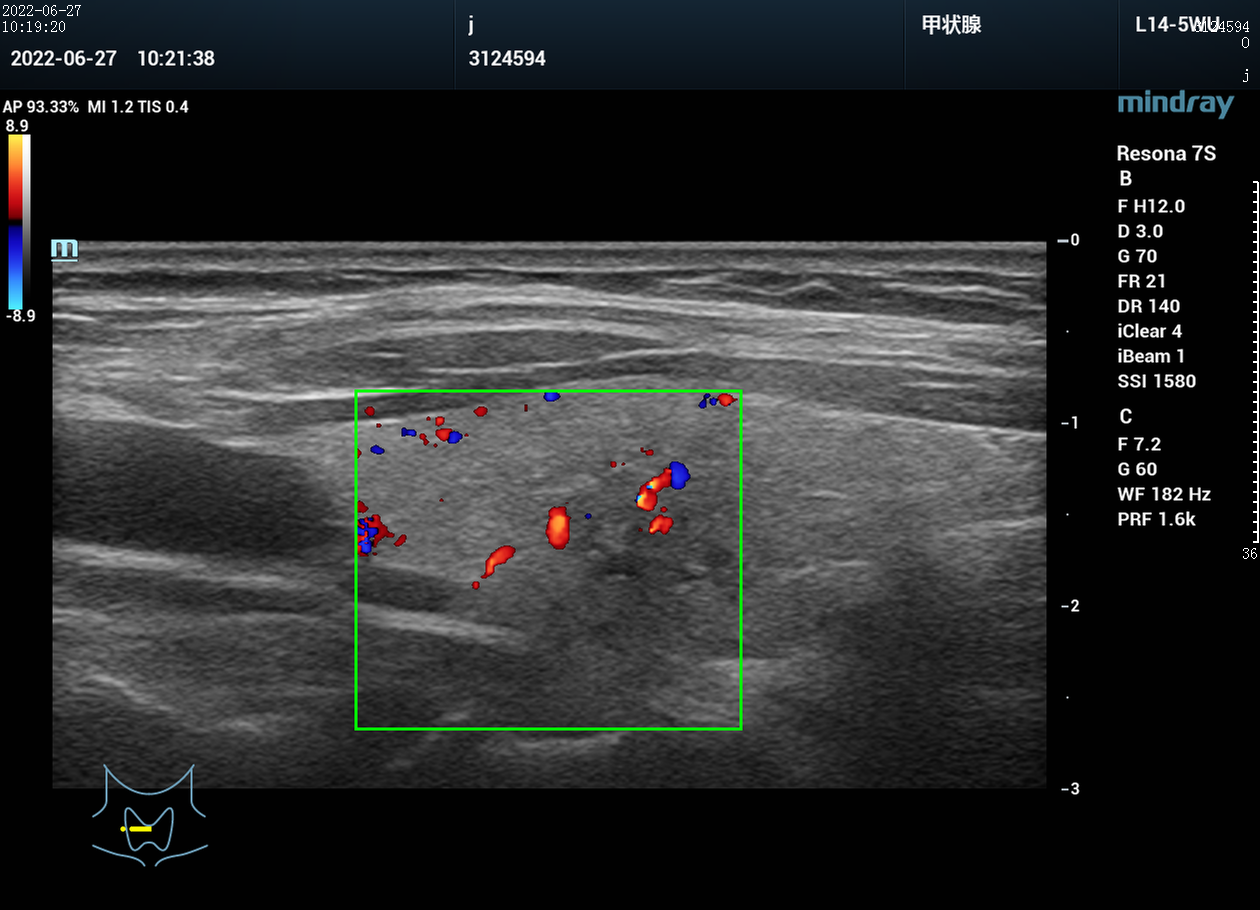 2022-06-27
10:19:20
j
甲状腺
L14-5WU
3124594
0
2022-06-27 10:21:38
3124594
j
AP 93.33% MI 1.2 TIS 0.4
mindray
8.9
-8.9
m
Resona 7S
B
F H12.0
D 3.0
G 70
FR 21
DR 140
iClear 4
iBeam 1
SSI 1580
C
F 7.2
G 60
WF 182 Hz
PRF 1.6k
36
0
-1
-2
-3